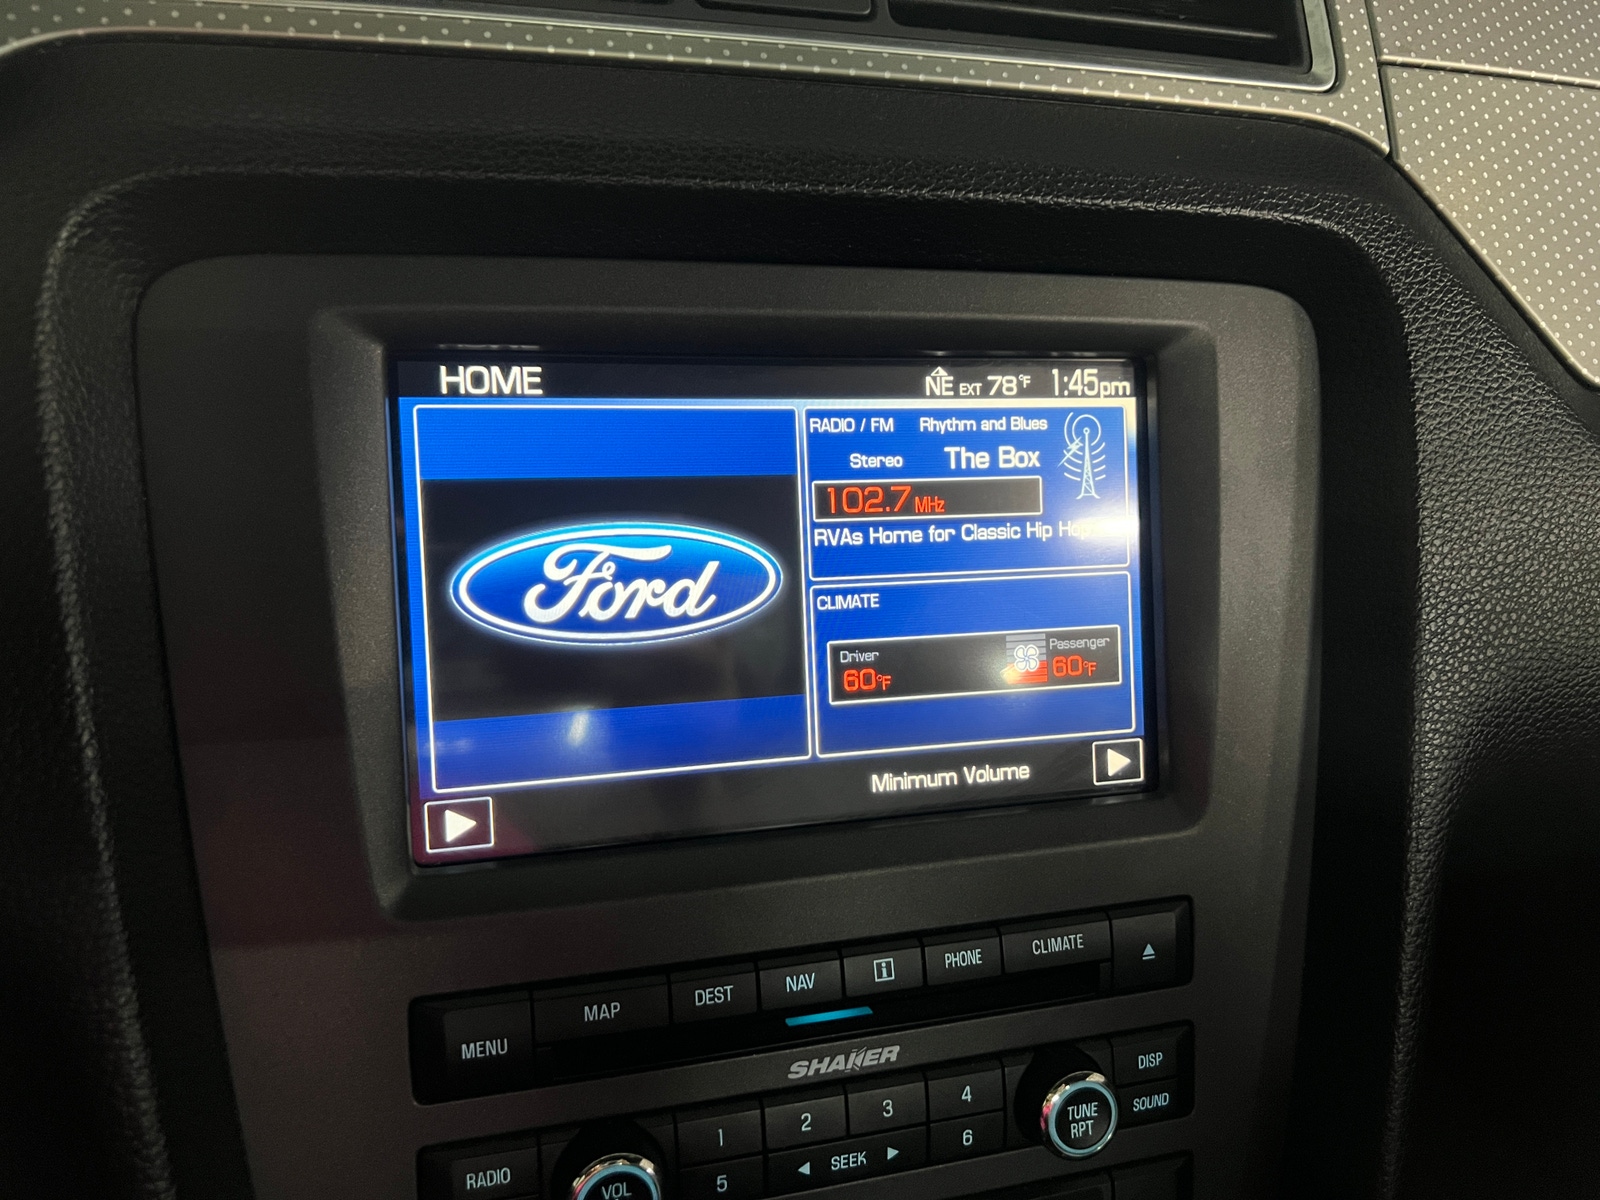 HOME
NE EXT 78°F 1:45pm
RADIO / FM Rhythm and Blues
Stereo The Box
102.7 MHz
RVAs Home for Classic Hip Hop
Ford
CLIMATE
Driver Passenger
60°F 60°F
Minimum Volume
MENU MAP DEST NAV i PHONE CLIMATE
SHAKER
DISP
SOUND
TUNE
RPT
1 2 3 4
5 SEEK 6
RADIO
VOL